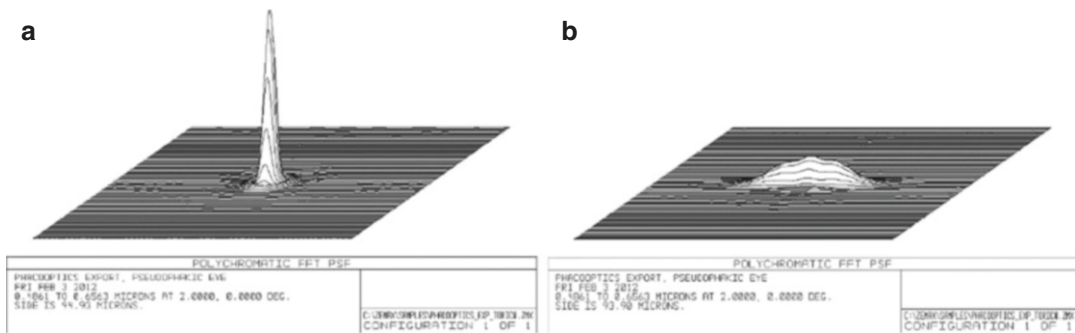 a
POLYCHROMATIC FFT PSF
PHACOOPTICS EXPORT, PSEUDOPHAKIC EYE
FRI FEB 3 2012
0.4861 TO 0.6563 MICRONS AT 2.0000, 0.0000 DEG.
SIDE IS 94.90 MICRONS.
CONFIGURATION 1 OF 1
b
POLYCHROMATIC FFT PSF
PHACOOPTICS EXPORT, PSEUDOPHAKIC EYE
FRI FEB 3 2012
0.4861 TO 0.6563 MICRONS AT 2.0000, 0.0000 DEG.
SIDE IS 93.90 MICRONS.
CONFIGURATION 1 OF 1